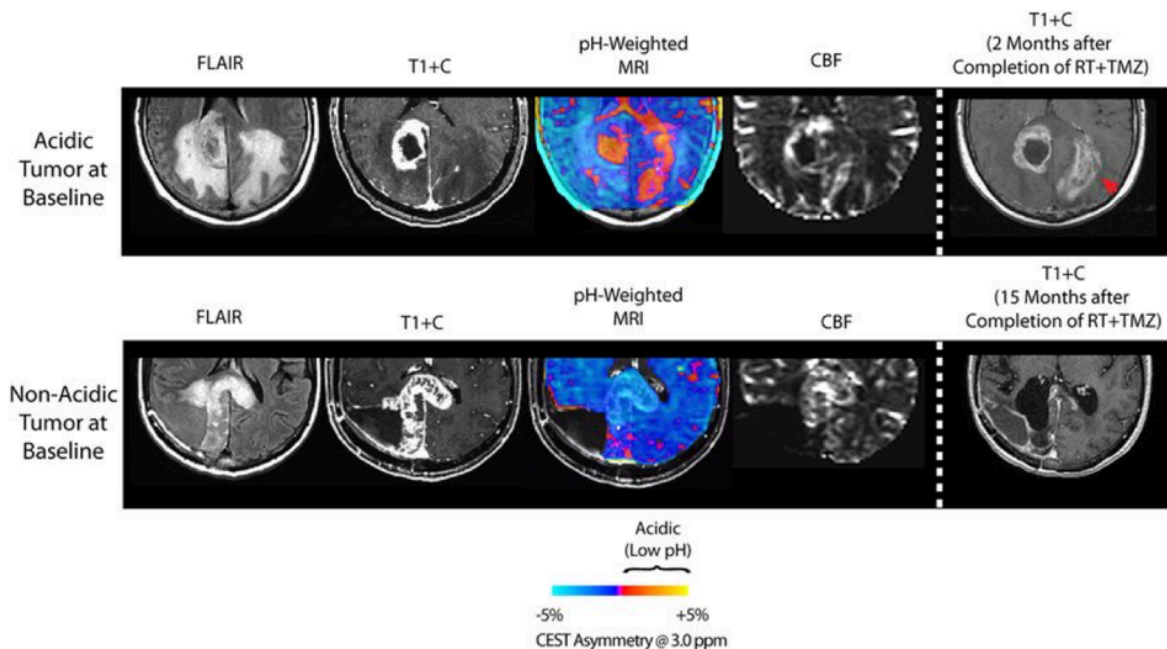 FLAIR
T1+C
pH-Weighted
MRI
CBF
T1+C
(2 Months after
Completion of RT+TMZ)
Acidic
Tumor at
Baseline
FLAIR
T1+C
pH-Weighted
MRI
CBF
T1+C
(15 Months after
Completion of RT+TMZ)
Non-Acidic
Tumor at
Baseline
Acidic
(Low pH)
-5%
+5%
CEST Asymmetry @ 3.0 ppm